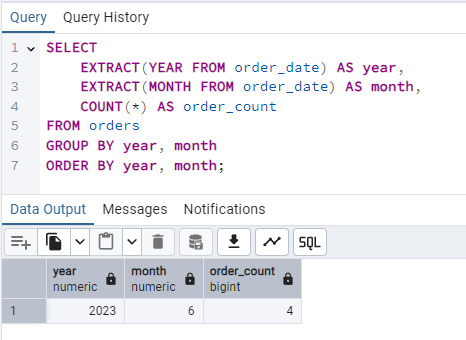 Query Query History
1 SELECT
2 EXTRACT(YEAR FROM order_date) AS year,
3 EXTRACT(MONTH FROM order_date) AS month,
4 COUNT(*) AS order_count
5 FROM orders
6 GROUP BY year, month
7 ORDER BY year, month;
Data Output Messages Notifications
SQL
year month order_count
numeric numeric bigint
1 2023 6 4